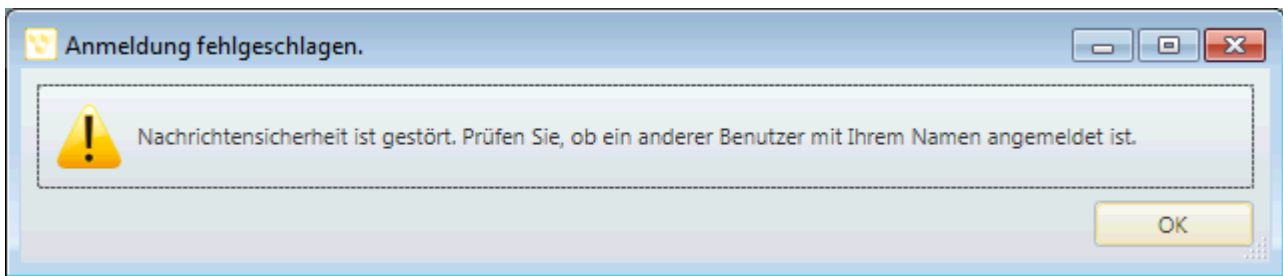 Anmeldung fehlgeschlagen.
Nachrichtensicherheit ist gestört. Prüfen Sie, ob ein anderer Benutzer mit Ihrem Namen angemeldet ist.
OK